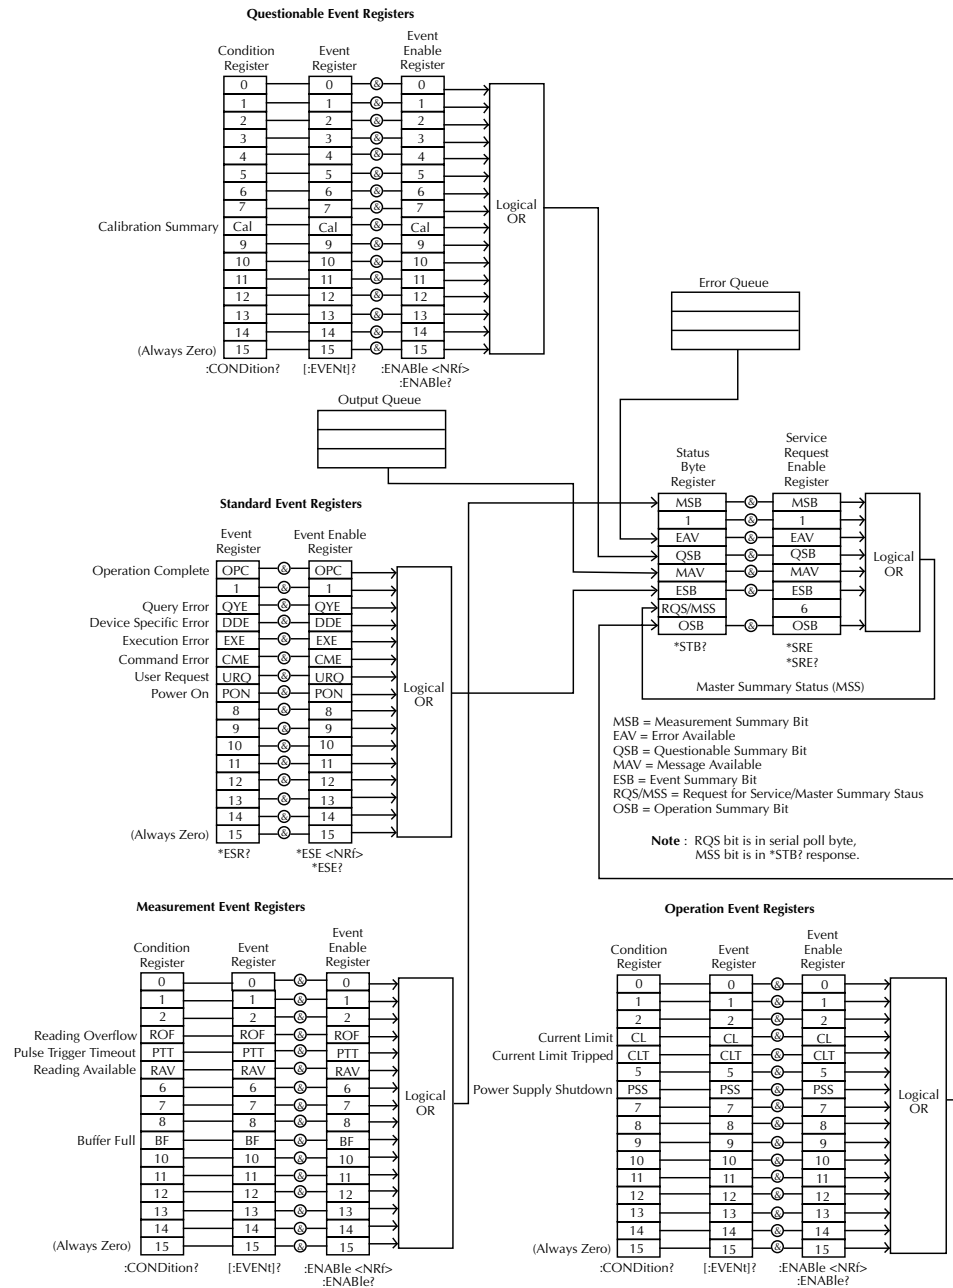 Questionable Event Registers
Condition Register
Event Register
Event Enable Register
0 0 0
1 1 1
2 2 2
3 3 3
4 4 4
5 5 5
6 6 6
7 7 7
Calibration Summary Cal Cal Cal
9 9 9
10 10 10
11 11 11
12 12 12
13 13 13
14 14 14
(Always Zero) 15 15 15
& & & & & & & & & & & & & & & &
Logical OR
:CONDition? [:EVENt]? :ENABle <NRf>
:ENABle?
Error Queue
Output Queue
Status Byte Register
Service Request Enable Register
MSB & MSB
1 & 1
EAV & EAV
QSB & QSB
MAV & MAV
ESB & ESB
RQS/MSS 6
OSB & OSB
Logical OR
*STB? *SRE
*SRE?
Master Summary Status (MSS)
MSB = Measurement Summary Bit
EAV = Error Available
QSB = Questionable Summary Bit
MAV = Message Available
ESB = Event Summary Bit
RQS/MSS = Request for Service/Master Summary Staus
OSB = Operation Summary Bit
Note : RQS bit is in serial poll byte,
MSS bit is in *STB? response.
Standard Event Registers
Event Register
Event Enable Register
Operation Complete OPC & OPC
1 & 1
Query Error QYE & QYE
Device Specific Error DDE & DDE
Execution Error EXE & EXE
Command Error CME & CME
User Request URQ & URQ
Power On PON & PON
8 & 8
9 & 9
10 & 10
11 & 11
12 & 12
13 & 13
14 & 14
(Always Zero) 15 & 15
Logical OR
*ESR? *ESE <NRf>
*ESE?
Measurement Event Registers
Condition Register
Event Register
Event Enable Register
0 0 & 0
1 1 & 1
2 2 & 2
Reading Overflow ROF ROF & ROF
Pulse Trigger Timeout PTT PTT & PTT
Reading Available RAV RAV & RAV
6 6 & 6
7 7 & 7
8 8 & 8
Buffer Full BF BF & BF
10 10 & 10
11 11 & 11
12 12 & 12
13 13 & 13
14 14 & 14
(Always Zero) 15 15 & 15
Logical OR
:CONDition? [:EVENt]? :ENABle <NRf>
:ENABle?
Operation Event Registers
Condition Register
Event Register
Event Enable Register
0 0 & 0
1 1 & 1
2 2 & 2
Current Limit CL CL & CL
Current Limit Tripped CLT CLT & CLT
5 5 & 5
Power Supply Shutdown PSS PSS & PSS
7 7 & 7
8 8 & 8
9 9 & 9
10 10 & 10
11 11 & 11
12 12 & 12
13 13 & 13
14 14 & 14
(Always Zero) 15 15 & 15
Logical OR
:CONDition? [:EVENt]? :ENABle <NRf>
:ENABle?